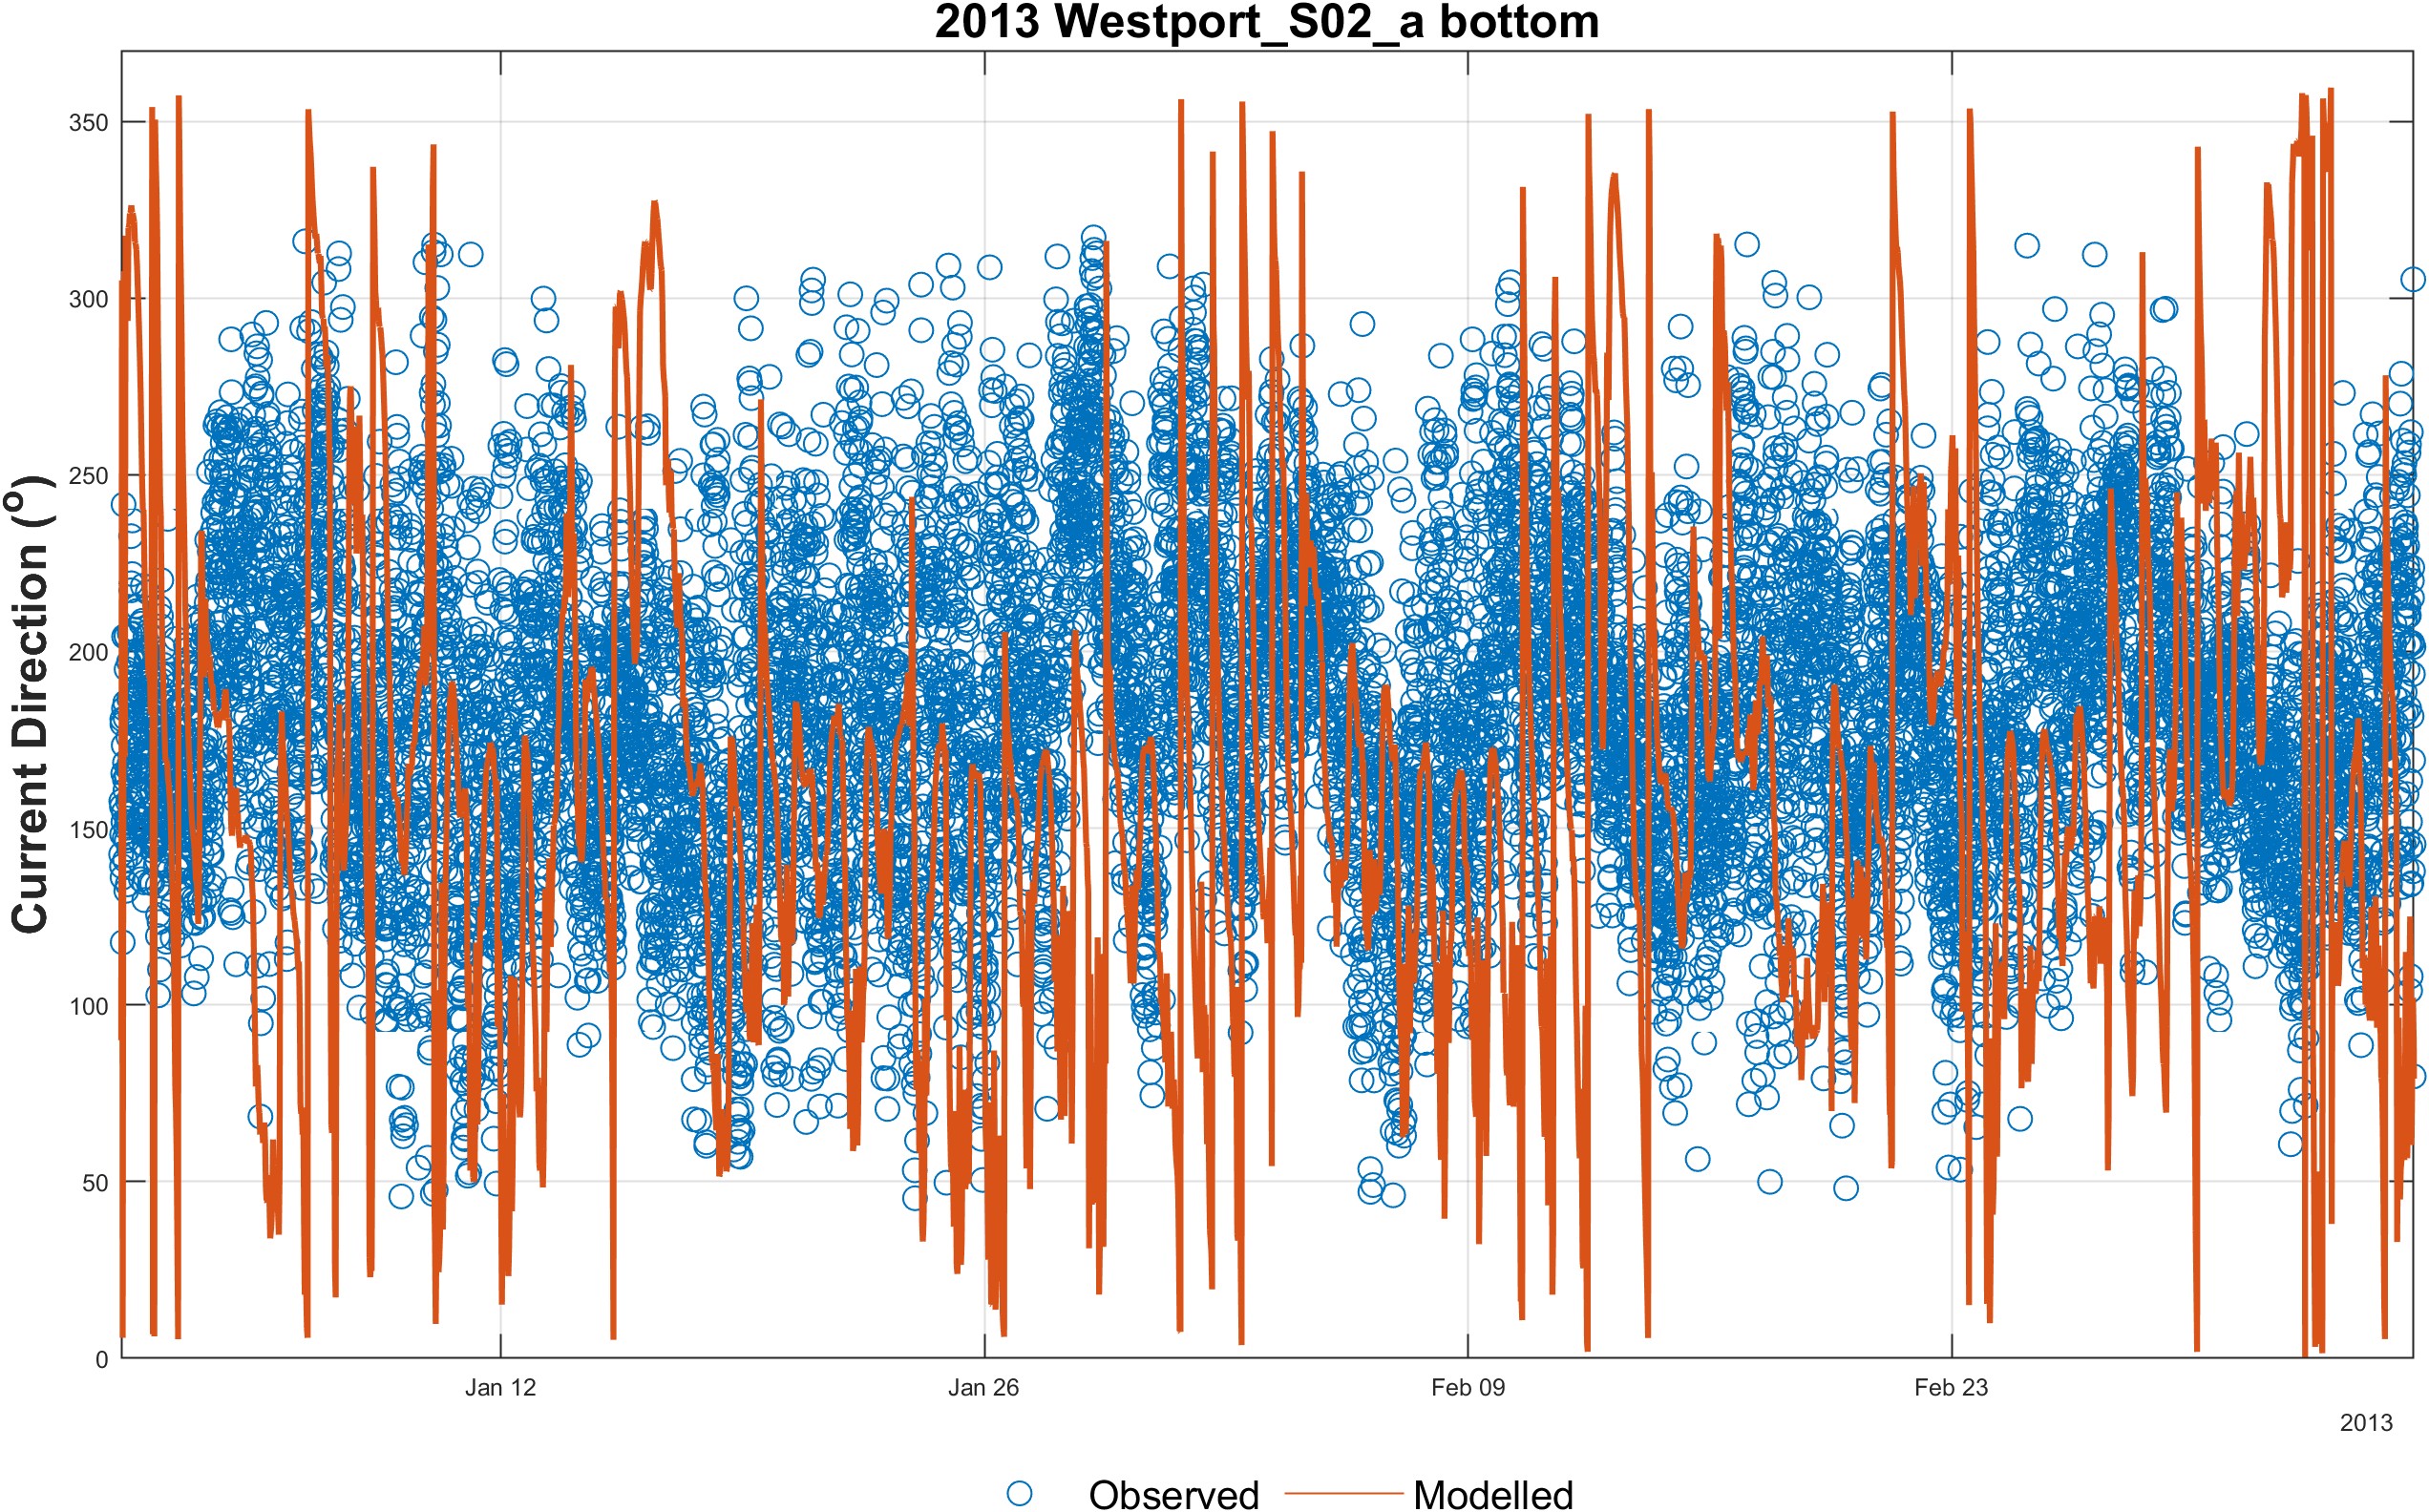 2013 Westport_S02_a bottom
Current Direction (°)
350
300
250
200
150
100
50
0
Jan 12
Jan 26
Feb 09
Feb 23
2013
Observed
Modelled